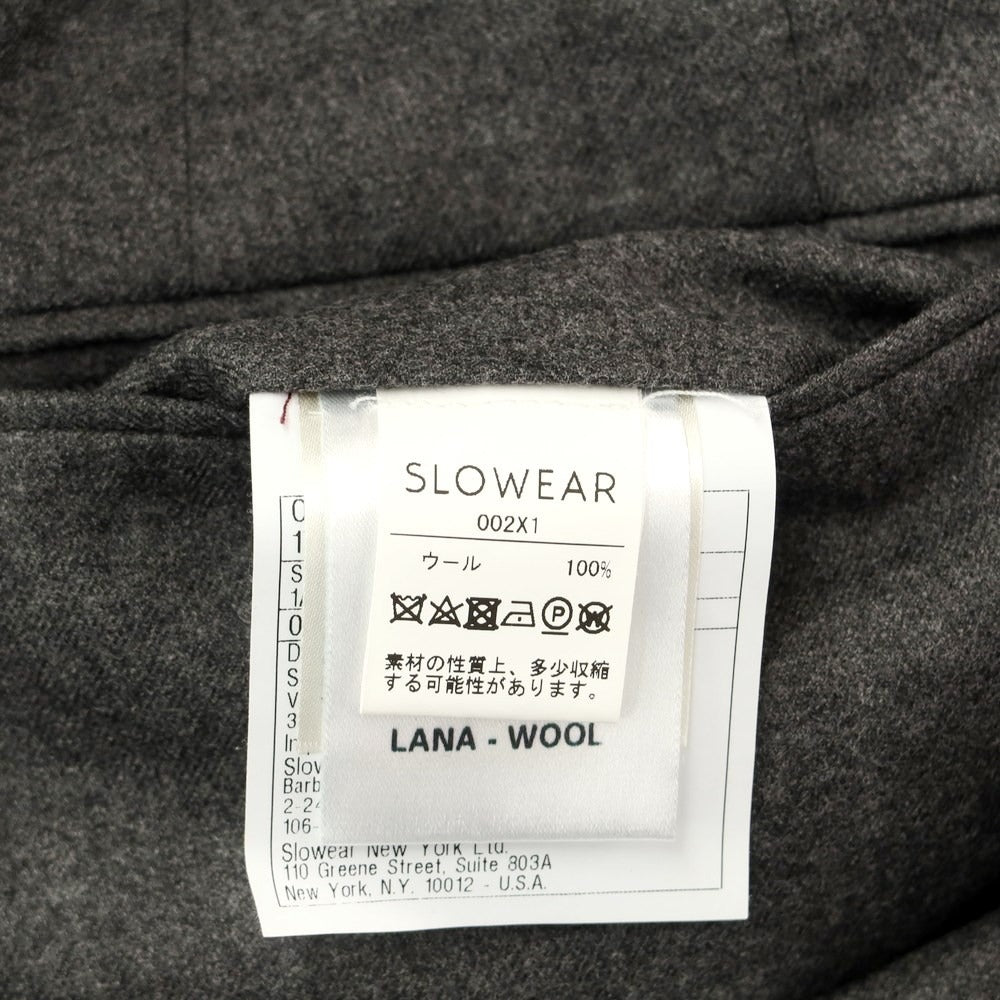 SLOWEAR
002X1
ウール 100%
素材の性質上、多少収縮
する可能性があります。
LANA - WOOL
Slowear New York Ltd.
110 Greene Street, Suite 803A
New York, N.Y. 10012 - U.S.A.